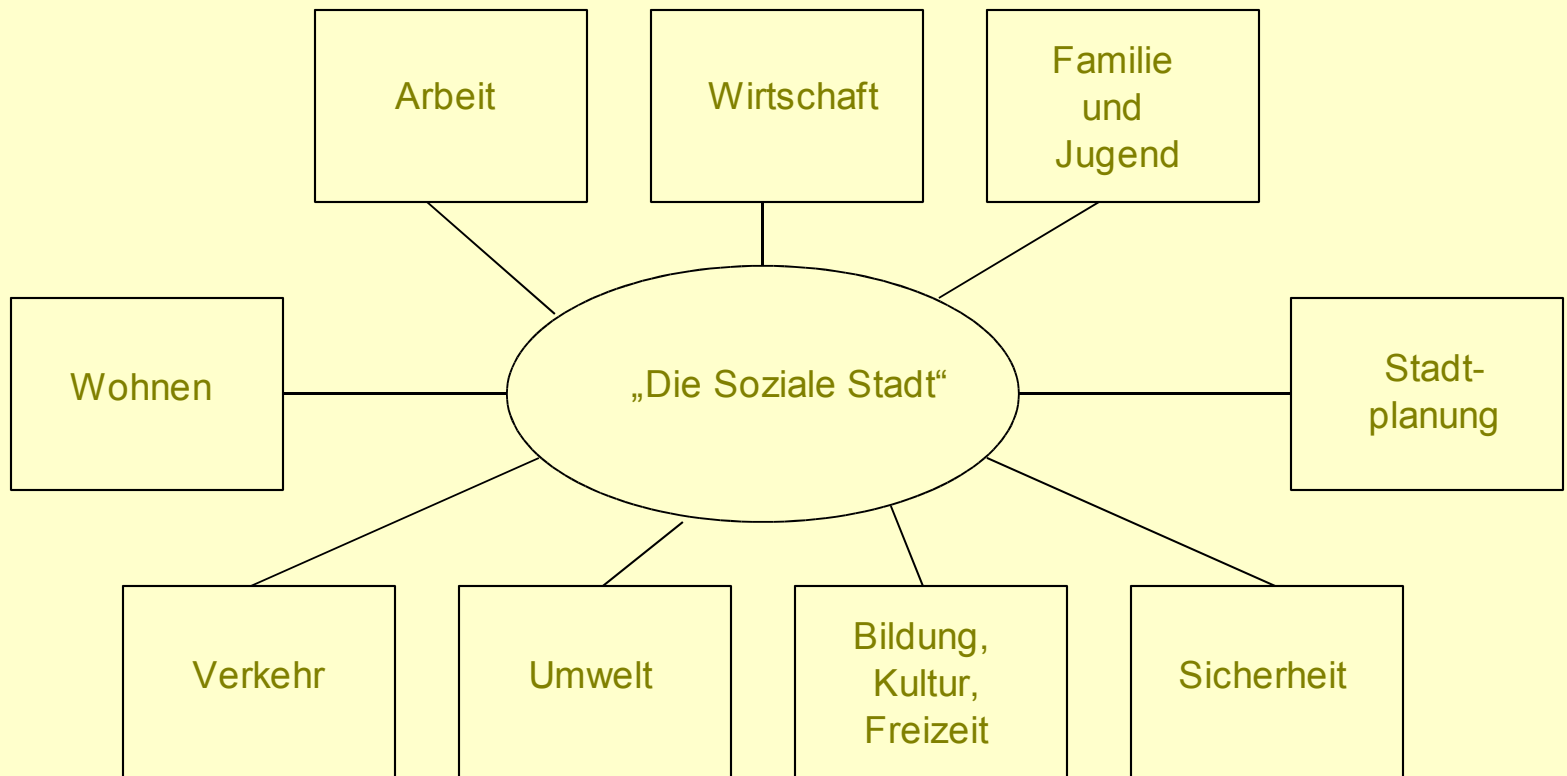 Arbeit
Wirtschaft
Familie
und
Jugend
Wohnen
„Die Soziale Stadt“
Stadt-
planung
Verkehr
Umwelt
Bildung,
Kultur,
Freizeit
Sicherheit